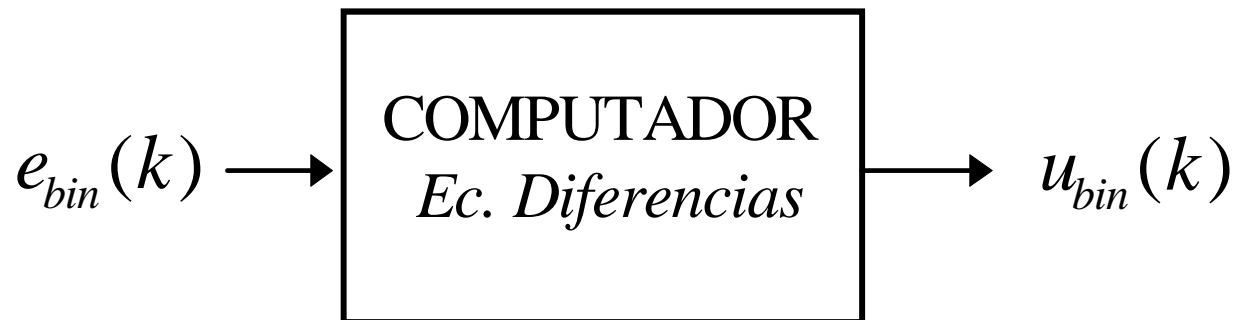 e_bin(k)
COMPUTADOR
Ec. Diferencias
u_bin(k)